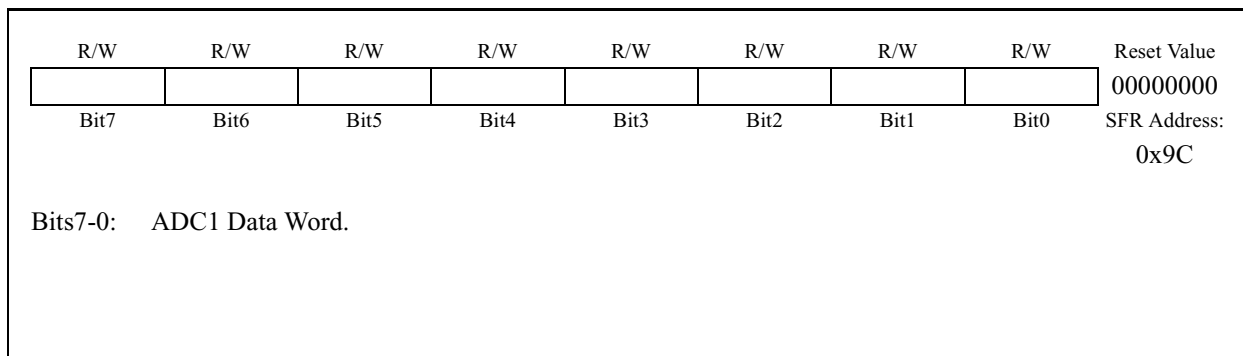 R/W R/W R/W R/W R/W R/W R/W R/W Reset Value
00000000
Bit7 Bit6 Bit5 Bit4 Bit3 Bit2 Bit1 Bit0 SFR Address:
0x9C
Bits7-0: ADC1 Data Word.